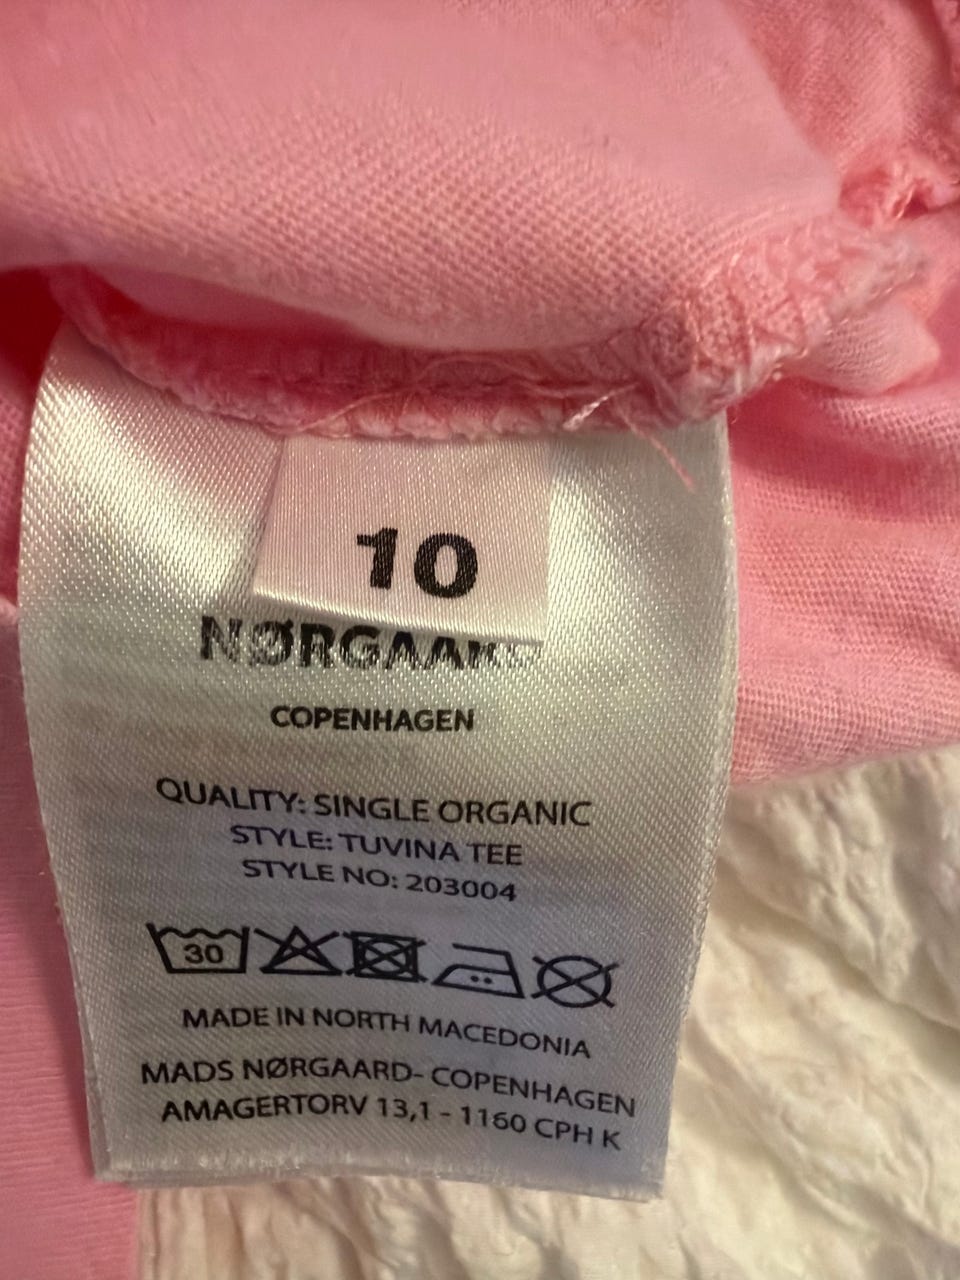 10
NØRGAARD
COPENHAGEN
QUALITY: SINGLE ORGANIC
STYLE: TUVINA TEE
STYLE NO: 203004
30
MADE IN NORTH MACEDONIA
MADS NØRGAARD- COPENHAGEN
AMAGERTORV 13,1 - 1160 CPH K